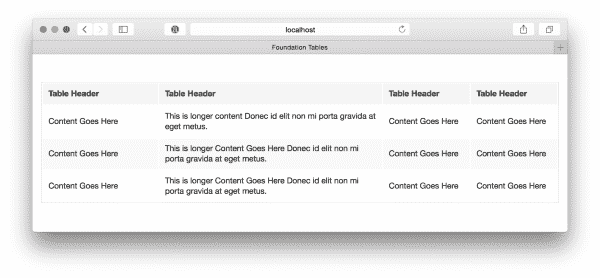 localhost
Foundation Tables
Table Header Table Header Table Header Table Header
Content Goes Here This is longer content Donec id elit non mi porta gravida at Content Goes Here Content Goes Here
eget metus.
Content Goes Here This is longer Content Goes Here Donec id elit non mi Content Goes Here Content Goes Here
porta gravida at eget metus.
Content Goes Here This is longer Content Goes Here Donec id elit non mi Content Goes Here Content Goes Here
porta gravida at eget metus.